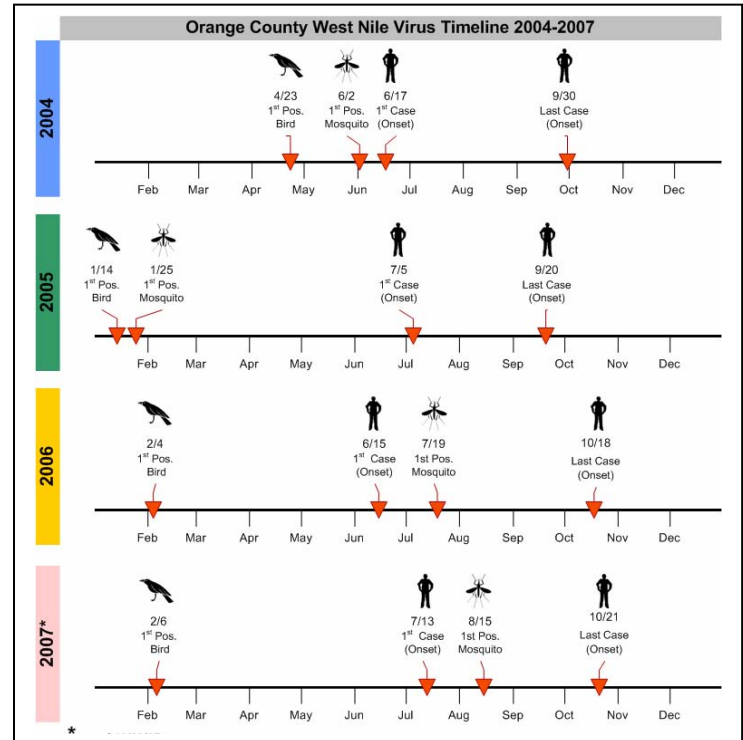 Orange County West Nile Virus Timeline 2004-2007
2004
4/23 6/2 6/17 9/30
1st Pos. 1st Pos. 1st Case Last Case
Bird Mosquito (Onset) (Onset)
Feb Mar Apr May Jun Jul Aug Sep Oct Nov Dec
2005
1/14 1/25 7/5 9/20
1st Pos. 1st Pos. 1st Case Last Case
Bird Mosquito (Onset) (Onset)
Feb Mar Apr May Jun Jul Aug Sep Oct Nov Dec
2006
2/4 6/15 7/19 10/18
1st Pos. 1st Case 1st Pos. Last Case
Bird (Onset) Mosquito (Onset)
Feb Mar Apr May Jun Jul Aug Sep Oct Nov Dec
2007*
2/6 7/13 8/15 10/21
1st Pos. 1st Case 1st Pos. Last Case
Bird (Onset) Mosquito (Onset)
Feb Mar Apr May Jun Jul Aug Sep Oct Nov Dec
*